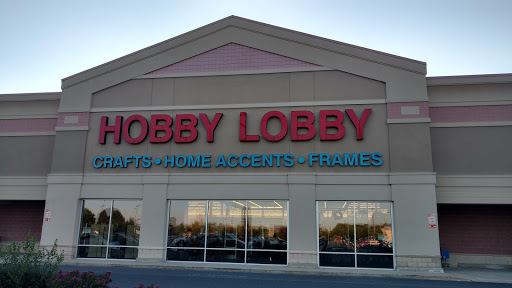 HOBBY LOBBY
CRAFTS • HOME ACCENTS • FRAMES